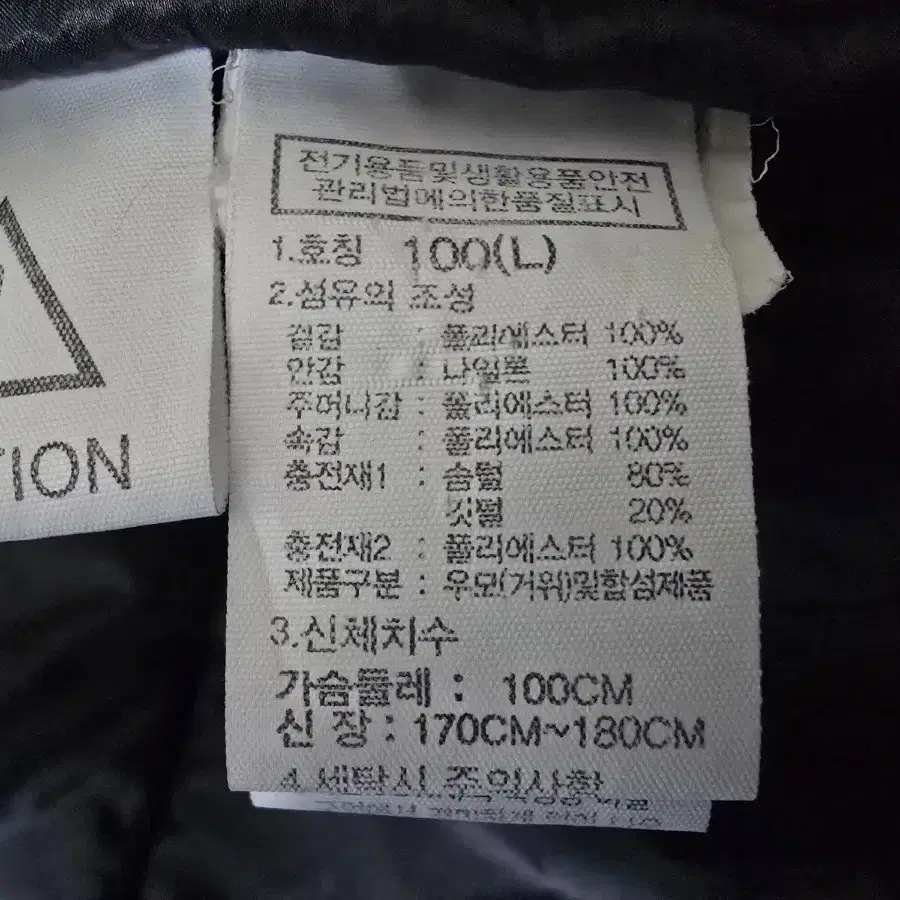 전기용품및생활용품안전
관리법에의한품질표시
1.호칭 100(L)
2.섬유의 조성
겉감 : 폴리에스터 100%
안감 : 나일론 100%
주머니감 : 폴리에스터 100%
속감 : 폴리에스터 100%
충전재1 : 솜털 80%
깃털 20%
충전재2 : 폴리에스터 100%
제품구분 : 우모(거위)및합성제품
3.신체치수
가슴둘레 : 100CM
신 장 : 170CM~180CM
4.세탁시 주의상항
TION